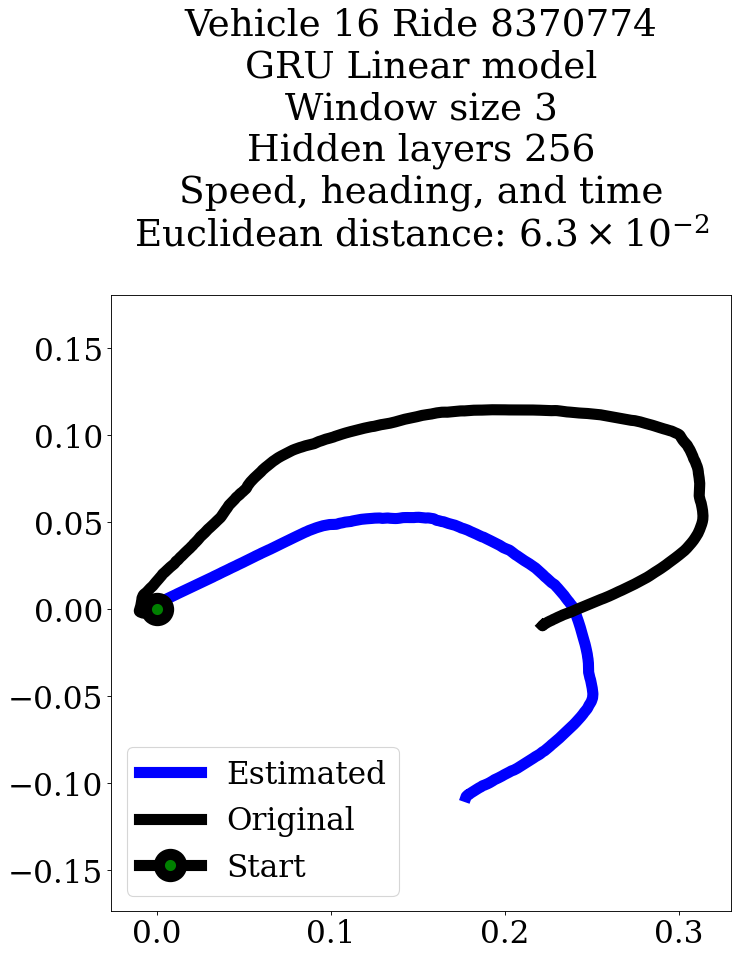 Vehicle 16 Ride 8370774
GRU Linear model
Window size 3
Hidden layers 256
Speed, heading, and time
Euclidean distance: 6.3 × 10⁻²
0.15
0.10
0.05
0.00
−0.05
−0.10
−0.15
Estimated
Original
Start
0.0 0.1 0.2 0.3